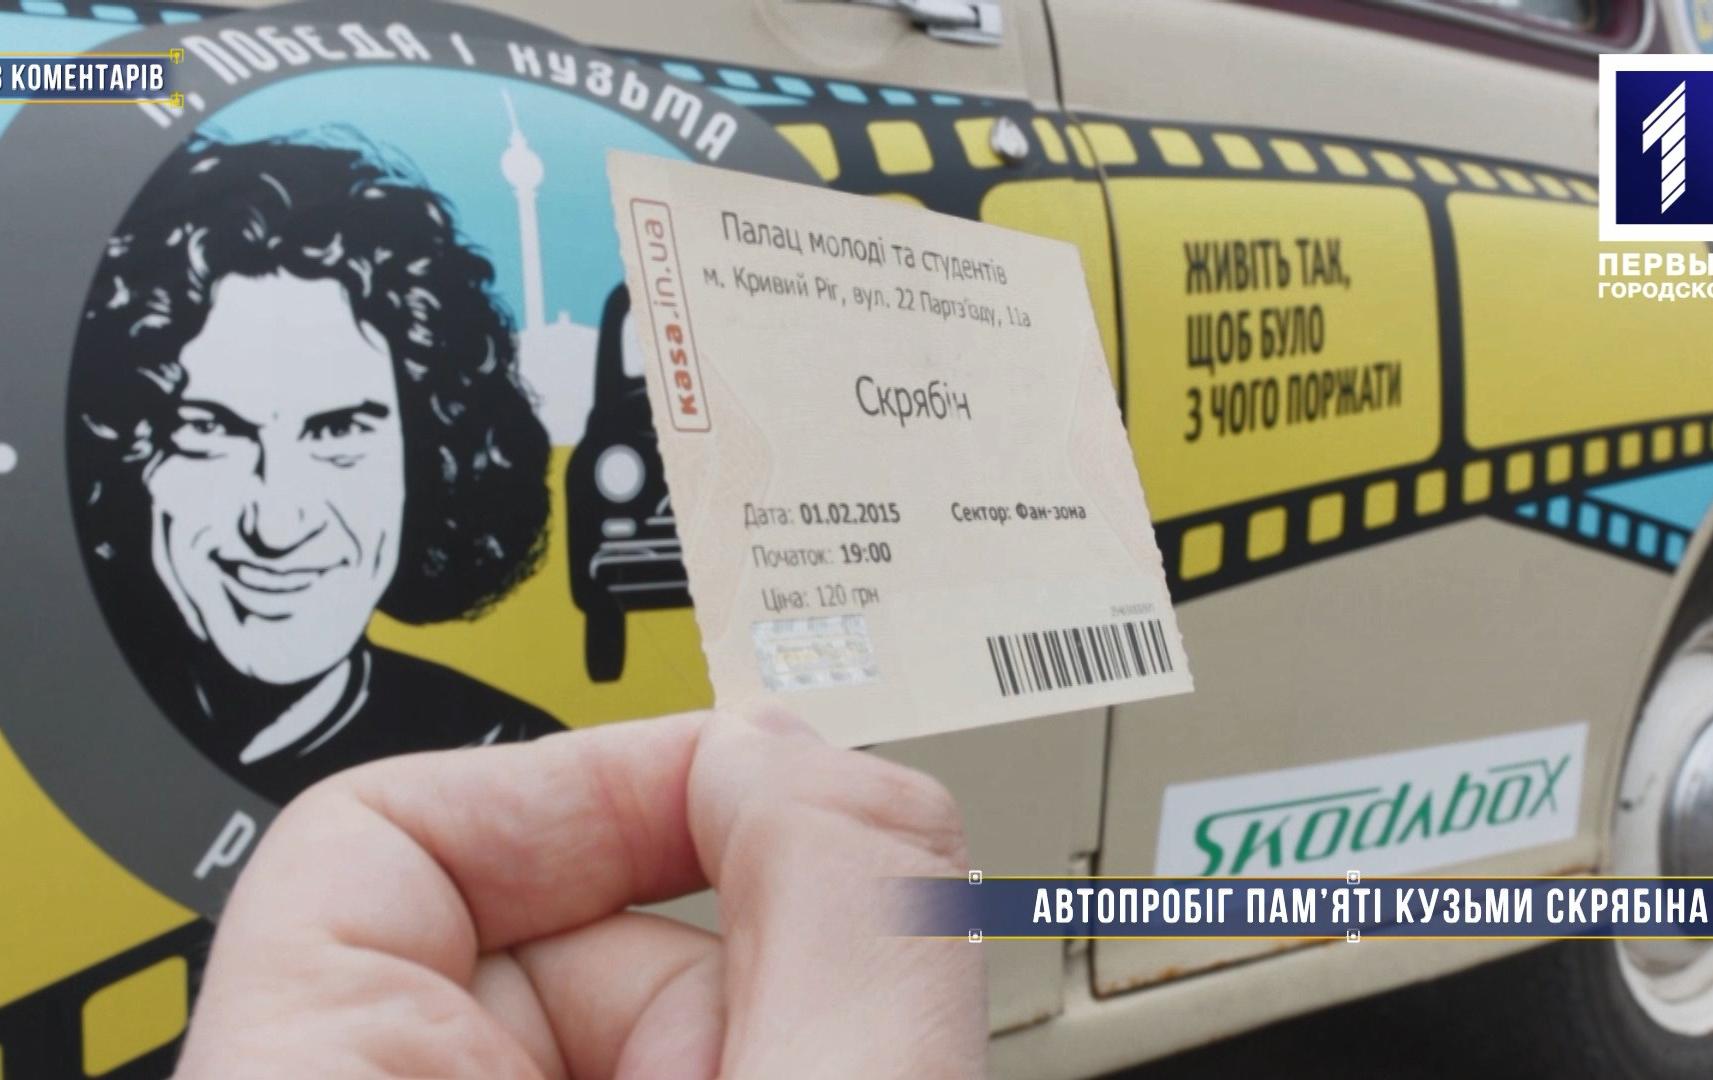 КОМЕНТАРІВ
Я, ПОБЕДА І КУЗЬМА
kasa.in.ua
Палац молоді та студентів
м. Кривий Ріг, вул. 22 Партз'їзду, 11а
Скрябін
Дата: 01.02.2015 Сектор: Фан-зона
Початок: 19:00
Ціна: 120 грн
ЖИВІТЬ ТАК,
ЩОБ БУЛО
З ЧОГО ПОРЖАТИ
1
ПЕРВЫ
ГОРОДСКО
SKODAbOX
АВТОПРОБІГ ПАМ'ЯТІ КУЗЬМИ СКРЯБІНА